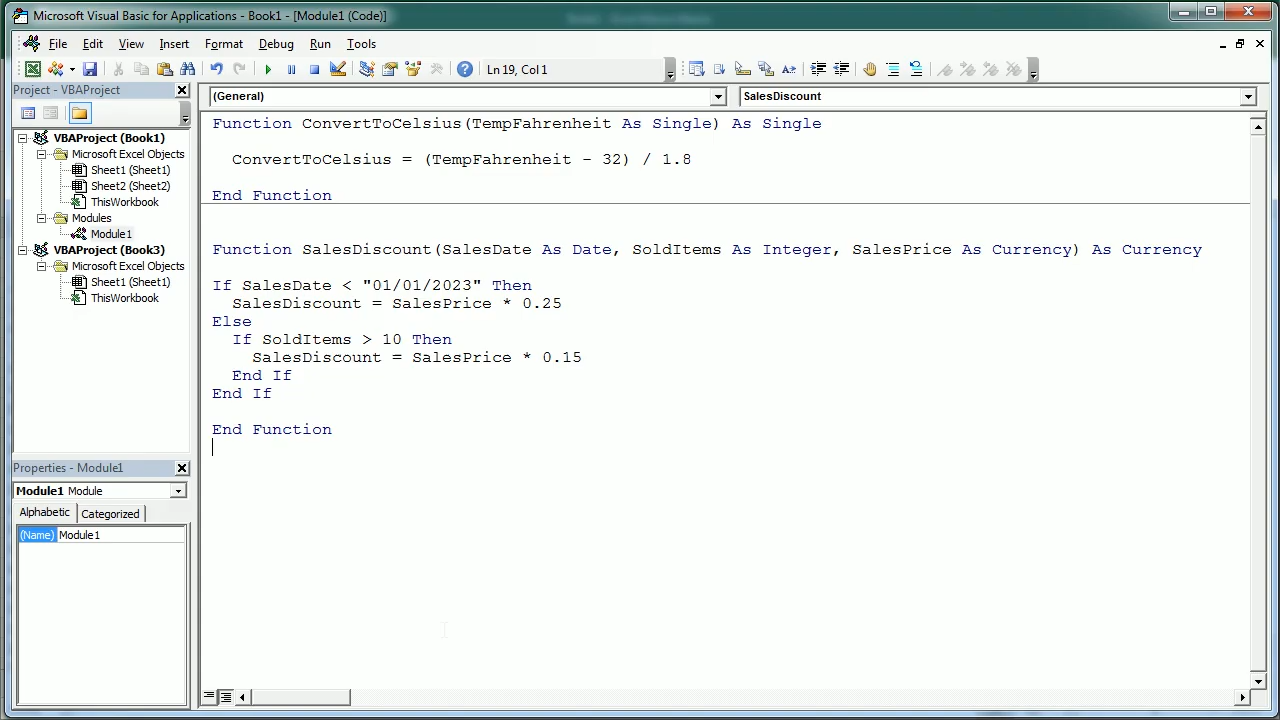 Microsoft Visual Basic for Applications - Book1 - [Module1 (Code)]
File Edit View Insert Format Debug Run Tools
Ln 19, Col 1
Project - VBAProject
VBAProject (Book1)
Microsoft Excel Objects
Sheet1 (Sheet1)
Sheet2 (Sheet2)
ThisWorkbook
Modules
Module1
VBAProject (Book3)
Microsoft Excel Objects
Sheet1 (Sheet1)
ThisWorkbook
Properties - Module1
Module1 Module
Alphabetic Categorized
(Name) Module1
(General) SalesDiscount
Function ConvertToCelsius(TempFahrenheit As Single) As Single
ConvertToCelsius = (TempFahrenheit - 32) / 1.8
End Function
Function SalesDiscount(SalesDate As Date, SoldItems As Integer, SalesPrice As Currency) As Currency
If SalesDate < "01/01/2023" Then
SalesDiscount = SalesPrice * 0.25
Else
If SoldItems > 10 Then
SalesDiscount = SalesPrice * 0.15
End If
End If
End Function